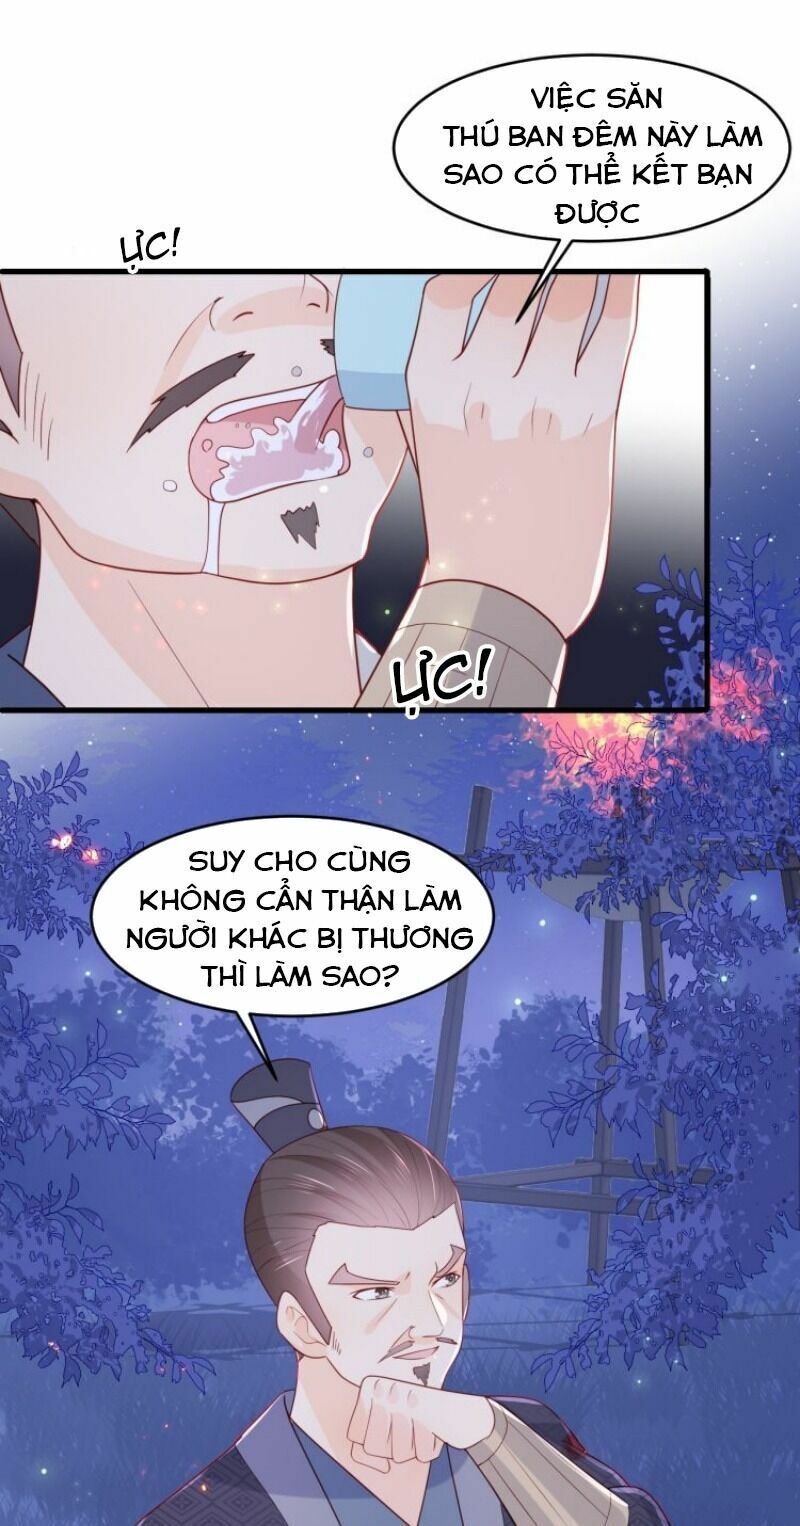 VIỆC SĂN
THÚ BAN ĐÊM NÀY LÀM
SAO CÓ THỂ KẾT BẠN
ĐƯỢC
ỰC!
ỰC!
SUY CHO CÙNG
KHÔNG CẨN THẬN LÀM
NGƯỜI KHÁC BỊ THƯƠNG
THÌ LÀM SAO?